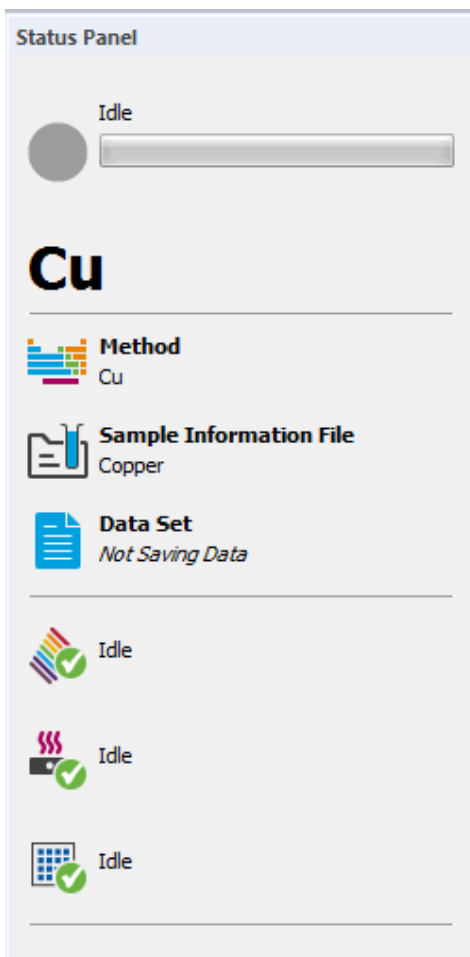 Status Panel
Idle
Cu
Method
Cu
Sample Information File
Copper
Data Set
Not Saving Data
Idle
Idle
Idle